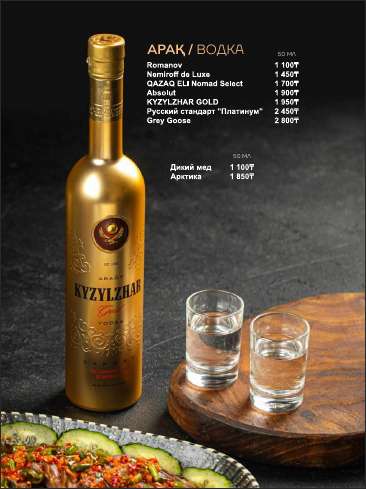 АРАҚ / ВОДКА
50 МЛ
Romanov 1 100₸
Nemiroff de Luxe 1 450₸
QAZAQ ELI Nomad Select 1 700₸
Absolut 1 900₸
KYZYLZHAR GOLD 1 950₸
Русский стандарт "Платинум" 2 450₸
Grey Goose 2 800₸
50 МЛ
Дикий мед 1 100₸
Арктика 1 850₸
KYZYLZHAR
Gold
VODKA